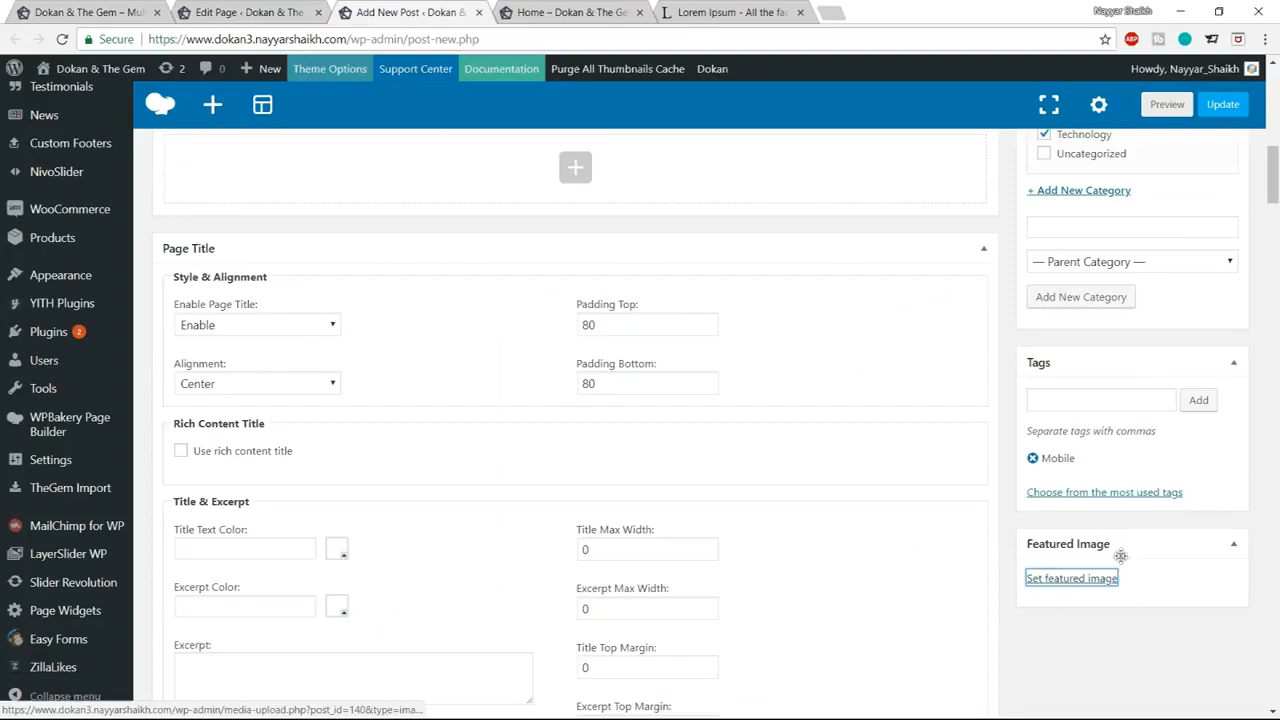 Dokan & The Gem – Mul
Edit Page ‹ Dokan & The
Add New Post ‹ Dokan &
Home – Dokan & The Ge
Lorem Ipsum - All the fac
Nayyar Shaikh
Secure
https://www.dokan3.nayyarshaikh.com/wp-admin/post-new.php
ABP
Dokan & The Gem
2
0
New
Theme Options
Support Center
Documentation
Purge All Thumbnails Cache
Dokan
Howdy, Nayyar_Shaikh
Testimonials
News
Custom Footers
NivoSlider
WooCommerce
Products
Appearance
YITH Plugins
Plugins 2
Users
Tools
WPBakery Page
Builder
Settings
TheGem Import
MailChimp for WP
LayerSlider WP
Slider Revolution
Page Widgets
Easy Forms
ZillaLikes
Collapse menu
Preview
Update
Page Title
Style & Alignment
Enable Page Title:
Enable
Padding Top:
80
Alignment:
Center
Padding Bottom:
80
Rich Content Title
Use rich content title
Title & Excerpt
Title Text Color:
Title Max Width:
0
Excerpt Color:
Excerpt Max Width:
0
Excerpt:
Title Top Margin:
0
Excerpt Top Margin:
Technology
Uncategorized
+ Add New Category
— Parent Category —
Add New Category
Tags
Add
Separate tags with commas
Mobile
Choose from the most used tags
Featured Image
Set featured image
https://www.dokan3.nayyarshaikh.com/wp-admin/media-upload.php?post_id=140&type=ima...